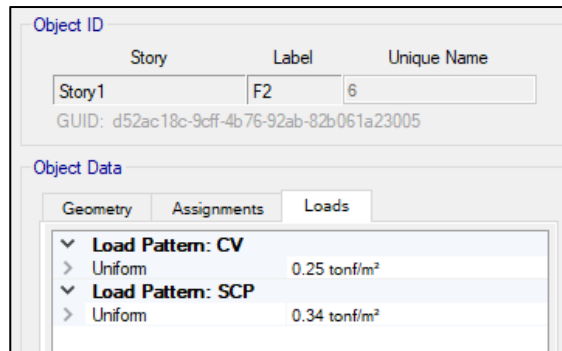 Object ID
Story Label Unique Name
Story1 F2 6
GUID: d52ac18c-9cff-4b76-92ab-82b061a23005
Object Data
Geometry Assignments Loads
Load Pattern: CV
Uniform 0.25 tonf/m²
Load Pattern: SCP
Uniform 0.34 tonf/m²